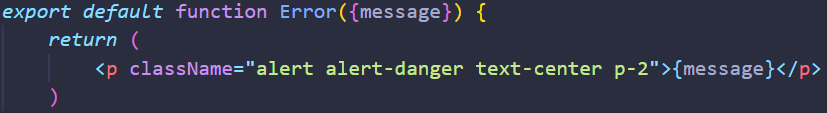 export default function Error({message}) {
    return (
        <p className="alert alert-danger text-center p-2">{message}</p>
    )